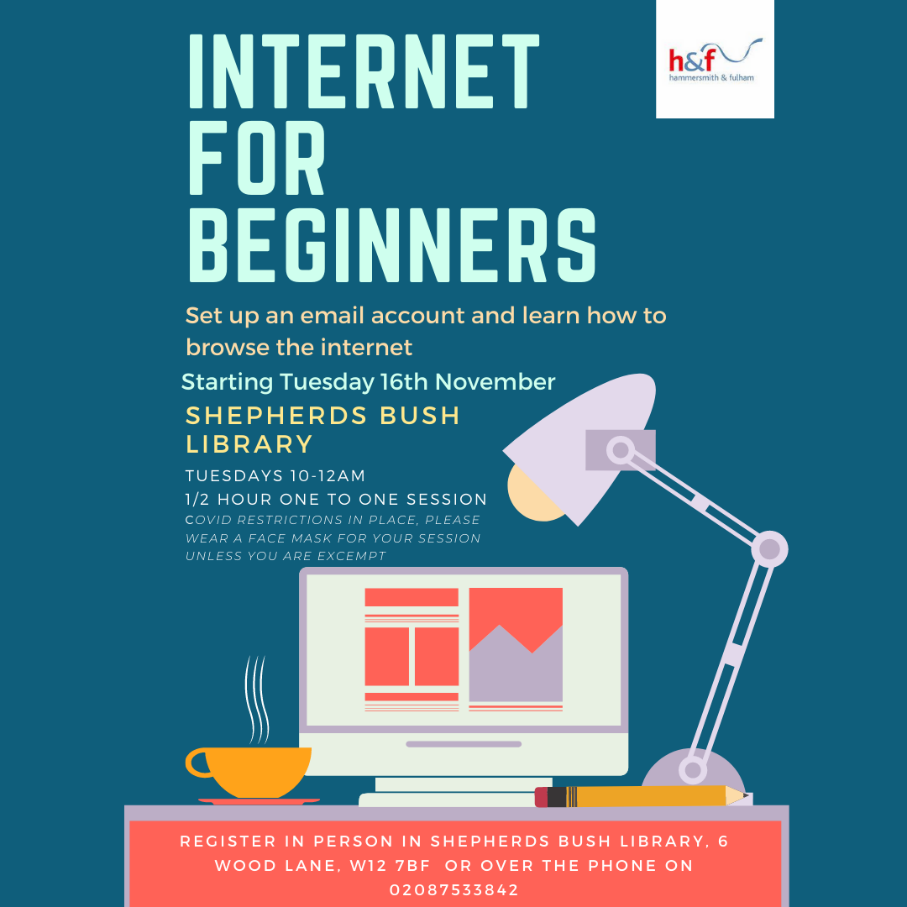 INTERNET
FOR
BEGINNERS
h&f
hammersmith & fulham
Set up an email account and learn how to
browse the internet
Starting Tuesday 16th November
SHEPHERDS BUSH
LIBRARY
TUESDAYS 10-12AM
1/2 HOUR ONE TO ONE SESSION
COVID RESTRICTIONS IN PLACE, PLEASE
WEAR A FACE MASK FOR YOUR SESSION
UNLESS YOU ARE EXCEMPT
REGISTER IN PERSON IN SHEPHERDS BUSH LIBRARY, 6
WOOD LANE, W12 7BF OR OVER THE PHONE ON
02087533842